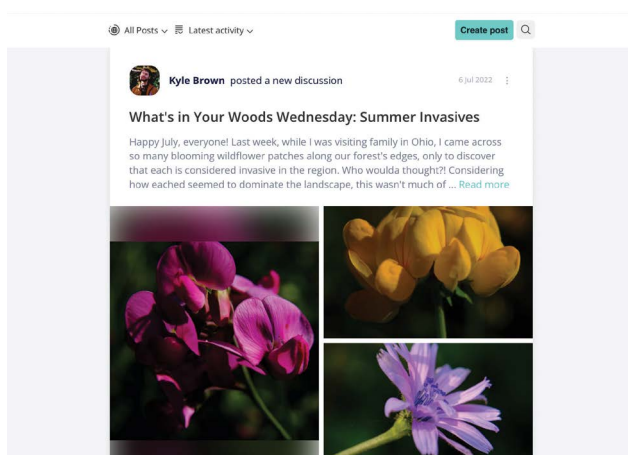 All Posts Latest activity Create post
Kyle Brown posted a new discussion 6 Jul 2022
What's in Your Woods Wednesday: Summer Invasives
Happy July, everyone! Last week, while I was visiting family in Ohio, I came across
so many blooming wildflower patches along our forest's edges, only to discover
that each is considered invasive in the region. Who woulda thought?! Considering
how eached seemed to dominate the landscape, this wasn't much of ... Read more